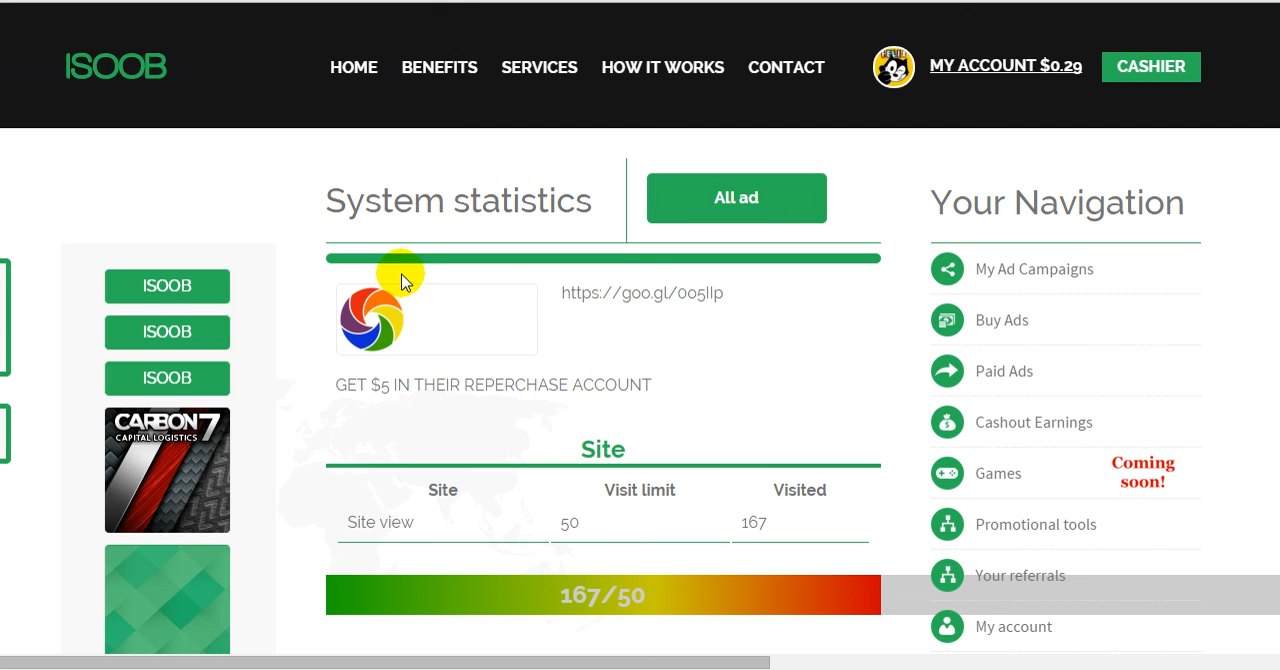 ISOOB
HOME BENEFITS SERVICES HOW IT WORKS CONTACT
FELIX
MY ACCOUNT $0.29
CASHIER
System statistics
All ad
Your Navigation
ISOOB
ISOOB
ISOOB
CARBON7
CAPITAL LOGISTICS
https://goo.gl/0o5lIp
GET $5 IN THEIR REPERCHASE ACCOUNT
Site
Site Visit limit Visited
Site view 50 167
167/50
My Ad Campaigns
Buy Ads
Paid Ads
Cashout Earnings
Games
Coming
soon!
Promotional tools
Your referrals
My account